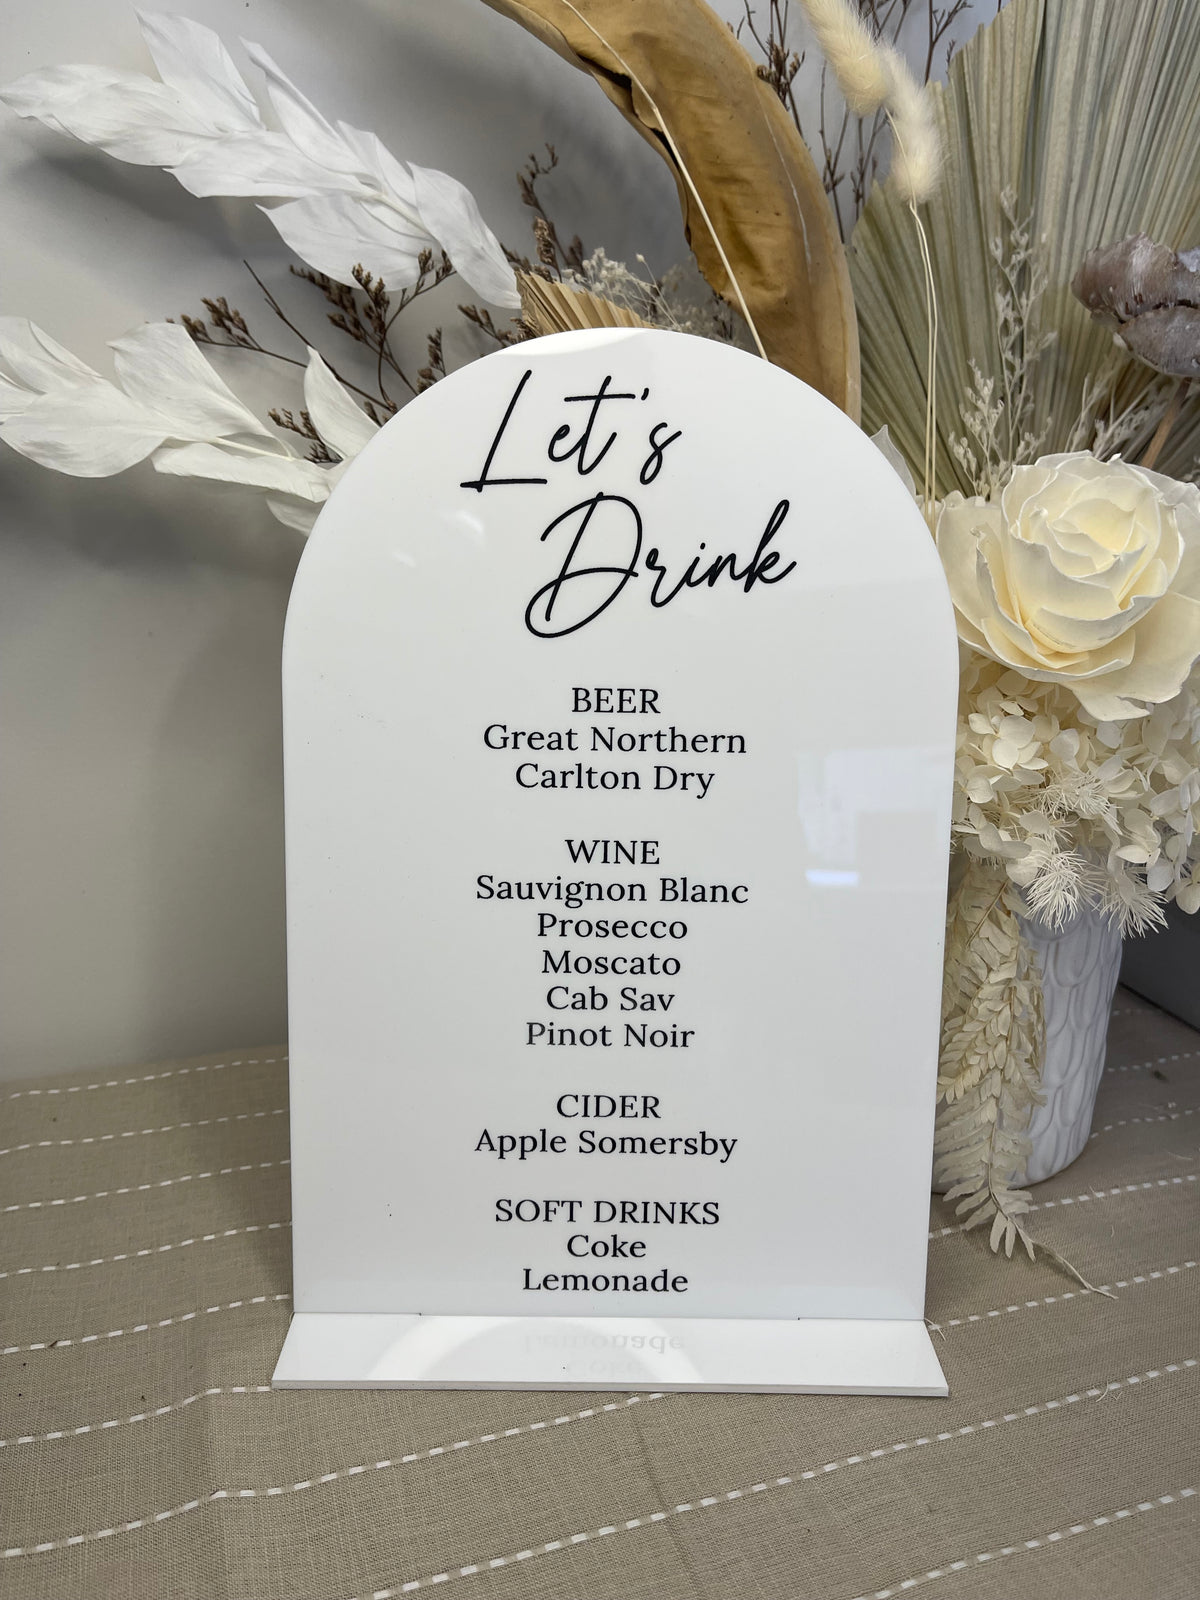 Let's
Drink
BEER
Great Northern
Carlton Dry
WINE
Sauvignon Blanc
Prosecco
Moscato
Cab Sav
Pinot Noir
CIDER
Apple Somersby
SOFT DRINKS
Coke
Lemonade